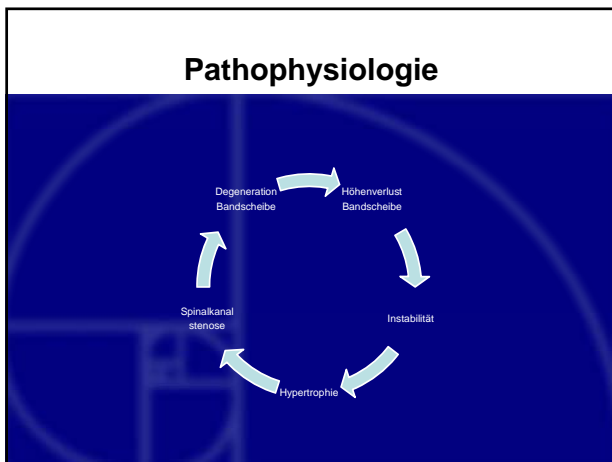 Pathophysiologie
Degeneration
Bandscheibe
Höhenverlust
Bandscheibe
Instabilität
Hypertrophie
Spinalkanal
stenose